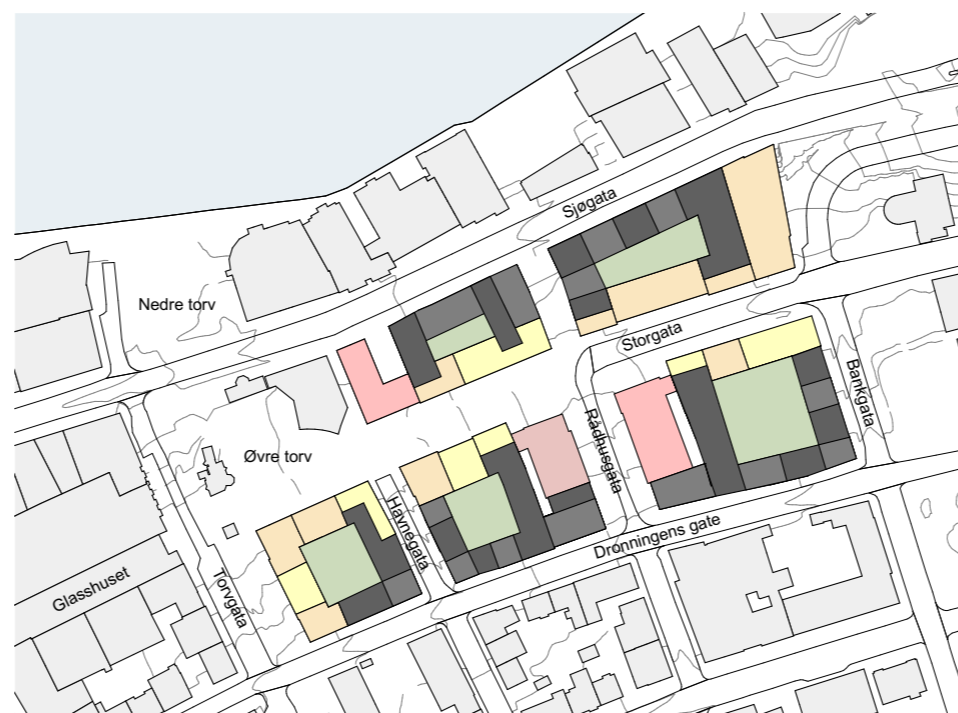 Sjøgata
Nedre torv
Storgata
Bankgata
Rådhusgata
Øvre torv
Havnegata
Dronningens gate
Glasshuset
Torvgata